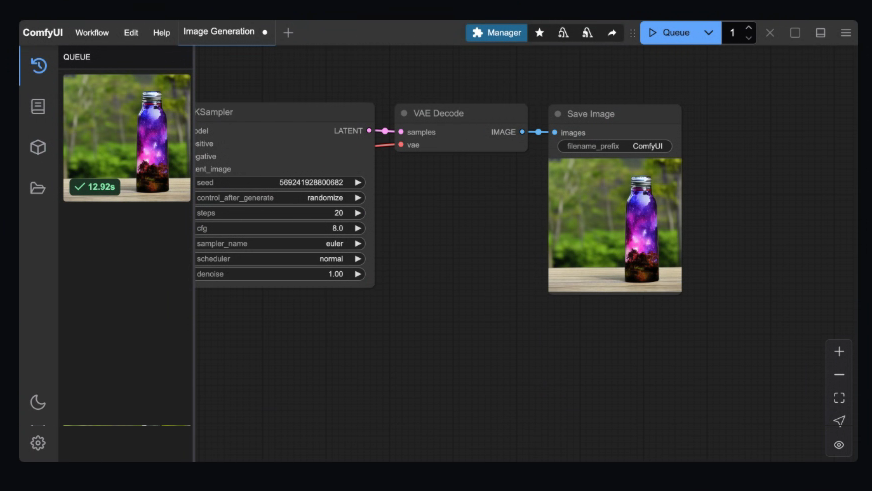 ComfyUI Workflow Edit Help Image Generation Manager Queue 1
QUEUE
12.92s
KSampler
LATENT
gative
ent_image
seed 569241928800682
control_after_generate randomize
steps 20
cfg 8.0
sampler_name euler
scheduler normal
denoise 1.00
VAE Decode
samples IMAGE
vae
Save Image
images
filename_prefix ComfyUI